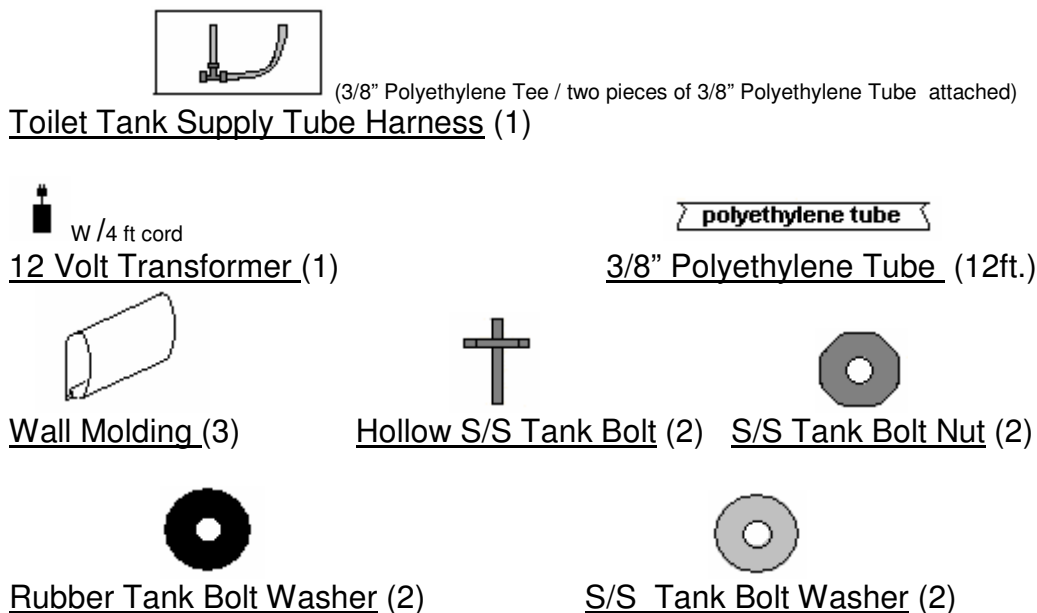 (3/8” Polyethylene Tee / two pieces of 3/8” Polyethylene Tube attached)
Toilet Tank Supply Tube Harness (1)
W /4 ft cord
polyethylene tube
12 Volt Transformer (1)
3/8” Polyethylene Tube (12ft.)
Wall Molding (3)
Hollow S/S Tank Bolt (2)
S/S Tank Bolt Nut (2)
Rubber Tank Bolt Washer (2)
S/S Tank Bolt Washer (2)